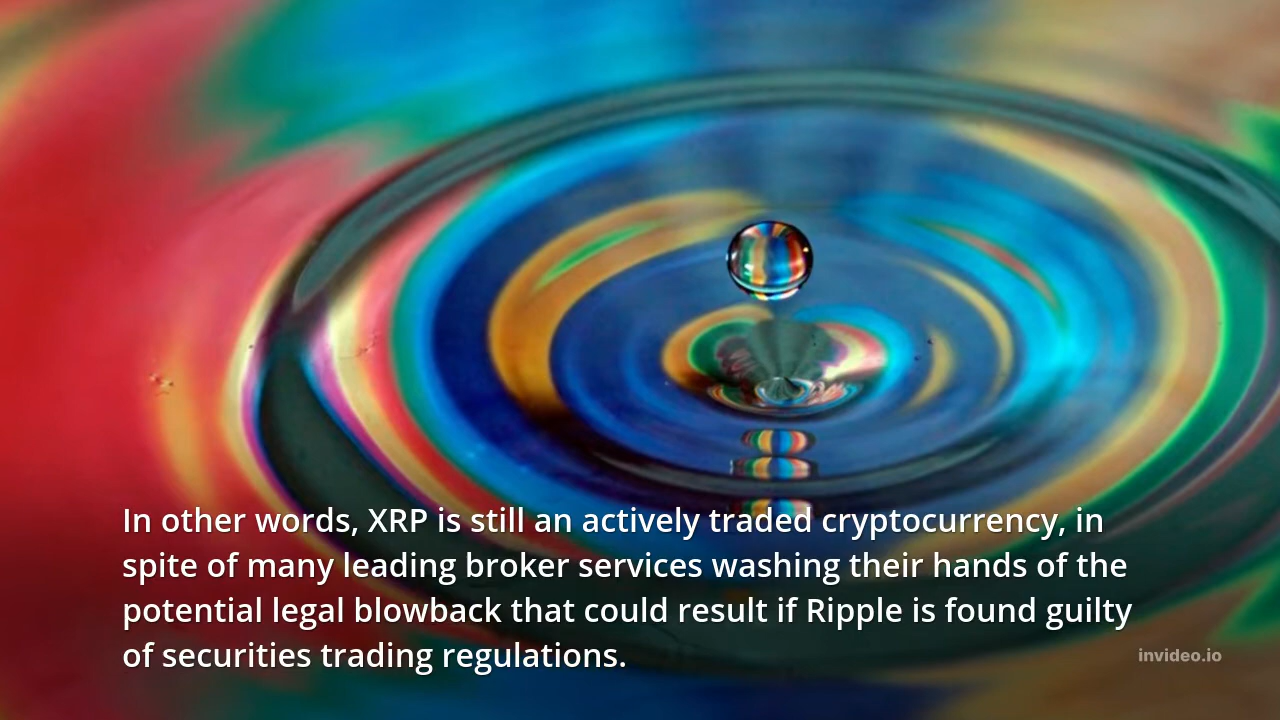 In other words, XRP is still an actively traded cryptocurrency, in
spite of many leading broker services washing their hands of the
potential legal blowback that could result if Ripple is found guilty
of securities trading regulations.
invideo.io